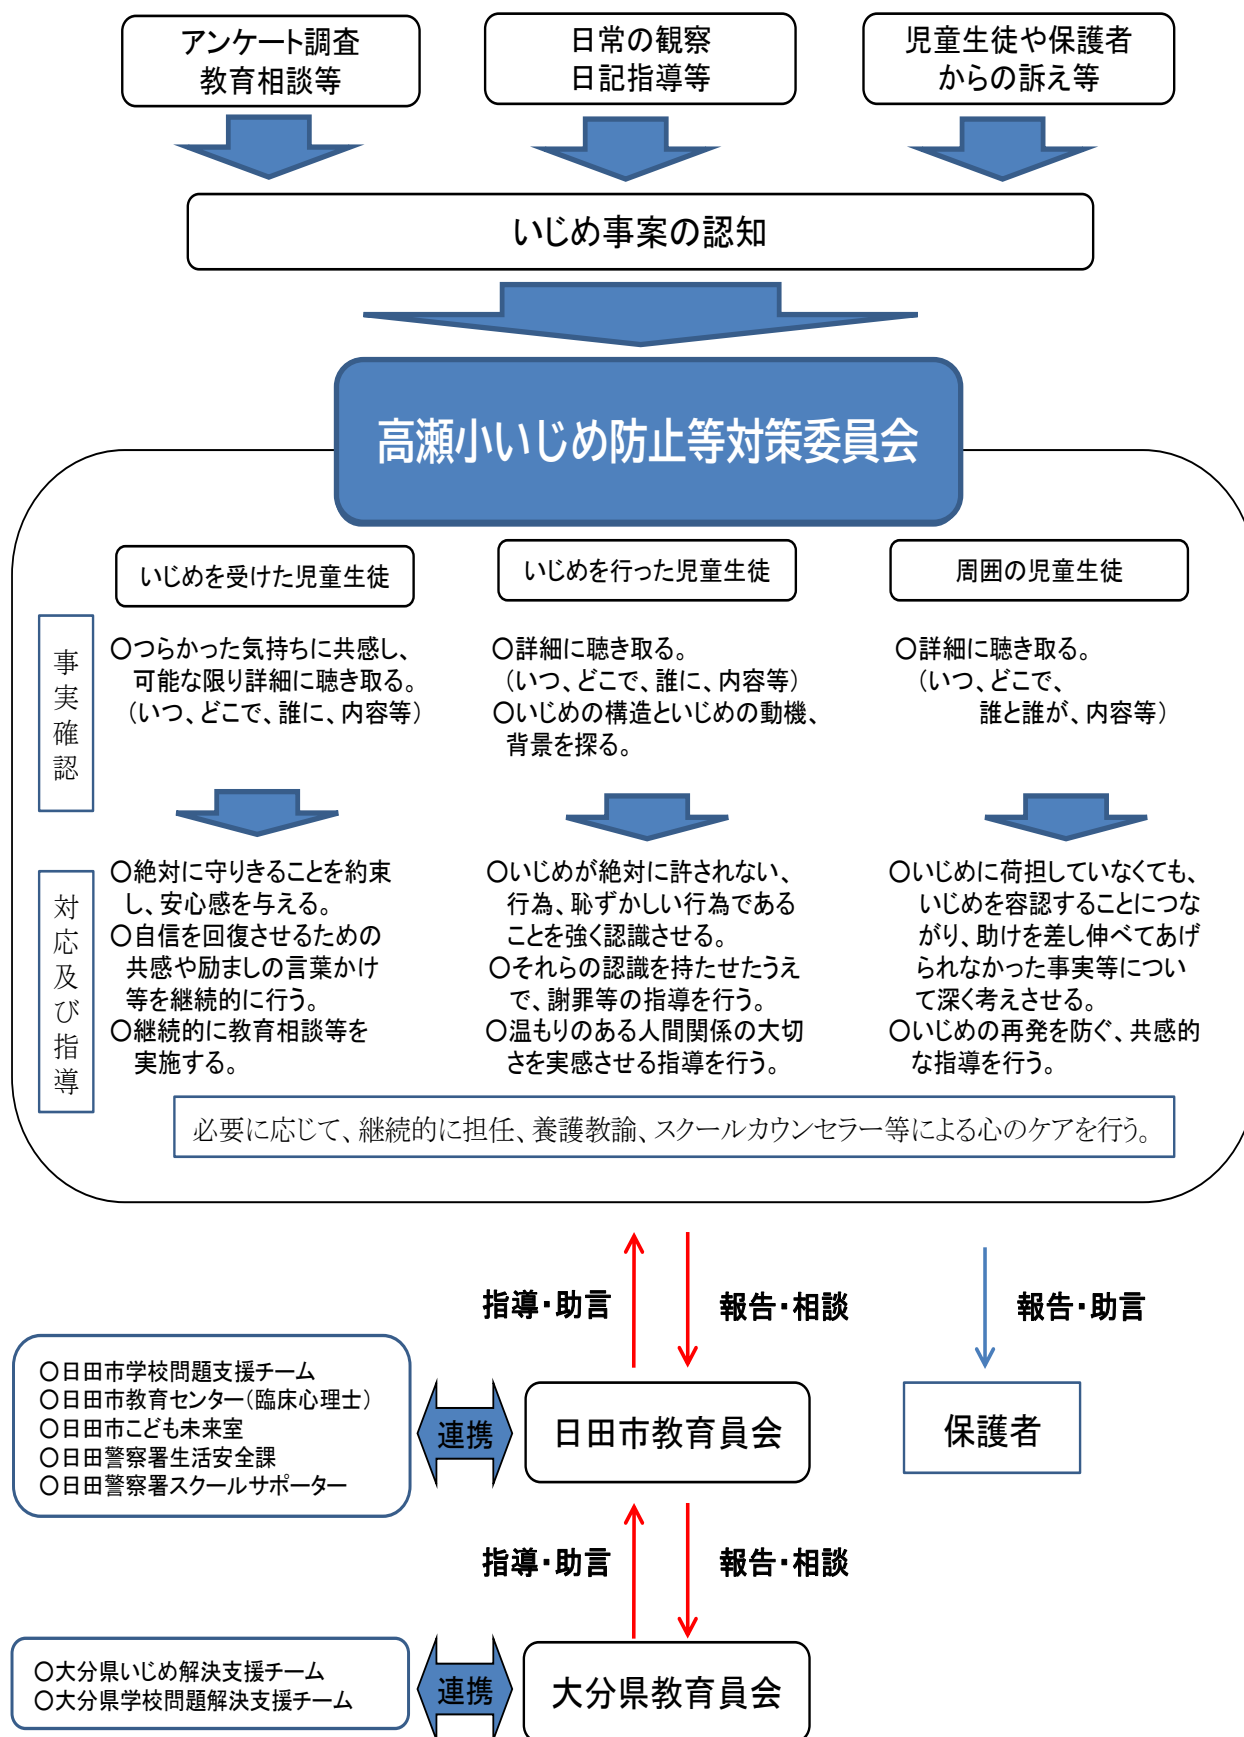 アンケート調査
教育相談等
日常の観察
日記指導等
児童生徒や保護者
からの訴え等
いじめ事案の認知
高瀬小いじめ防止等対策委員会
いじめを受けた児童生徒
いじめを行った児童生徒
周囲の児童生徒
事実確認
○つらかった気持ちに共感し、
可能な限り詳細に聴き取る。
（いつ、どこで、誰に、内容等）
○詳細に聴き取る。
（いつ、どこで、誰に、内容等）
○いじめの構造といじめの動機、
背景を探る。
○詳細に聴き取る。
（いつ、どこで、
誰と誰が、内容等）
対応及び指導
○絶対に守りきることを約束
し、安心感を与える。
○自信を回復させるための
共感や励ましの言葉かけ
等を継続的に行う。
○継続的に教育相談等を
実施する。
○いじめが絶対に許されない、
行為、恥ずかしい行為である
ことを強く認識させる。
○それらの認識を持たせたうえ
で、謝罪等の指導を行う。
○温もりのある人間関係の大切
さを実感させる指導を行う。
○いじめに荷担していなくても、
いじめを容認することにつな
がり、助けを差し伸べてあげ
られなかった事実等につい
て深く考えさせる。
○いじめの再発を防ぐ、共感的
な指導を行う。
必要に応じて、継続的に担任、養護教諭、スクールカウンセラー等による心のケアを行う。
指導・助言
報告・相談
報告・助言
○日田市学校問題支援チーム
○日田市教育センター（臨床心理士）
○日田市こども未来室
○日田警察署生活安全課
○日田警察署スクールサポーター
連携
日田市教育員会
保護者
指導・助言
報告・相談
○大分県いじめ解決支援チーム
○大分県学校問題解決支援チーム
連携
大分県教育員会